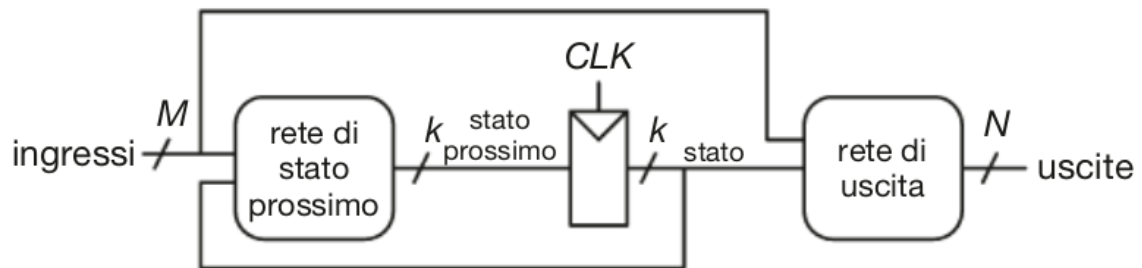 CLK
M
ingressi
rete di
stato
prossimo
k
stato
prossimo
k
stato
rete di
uscita
N
uscite